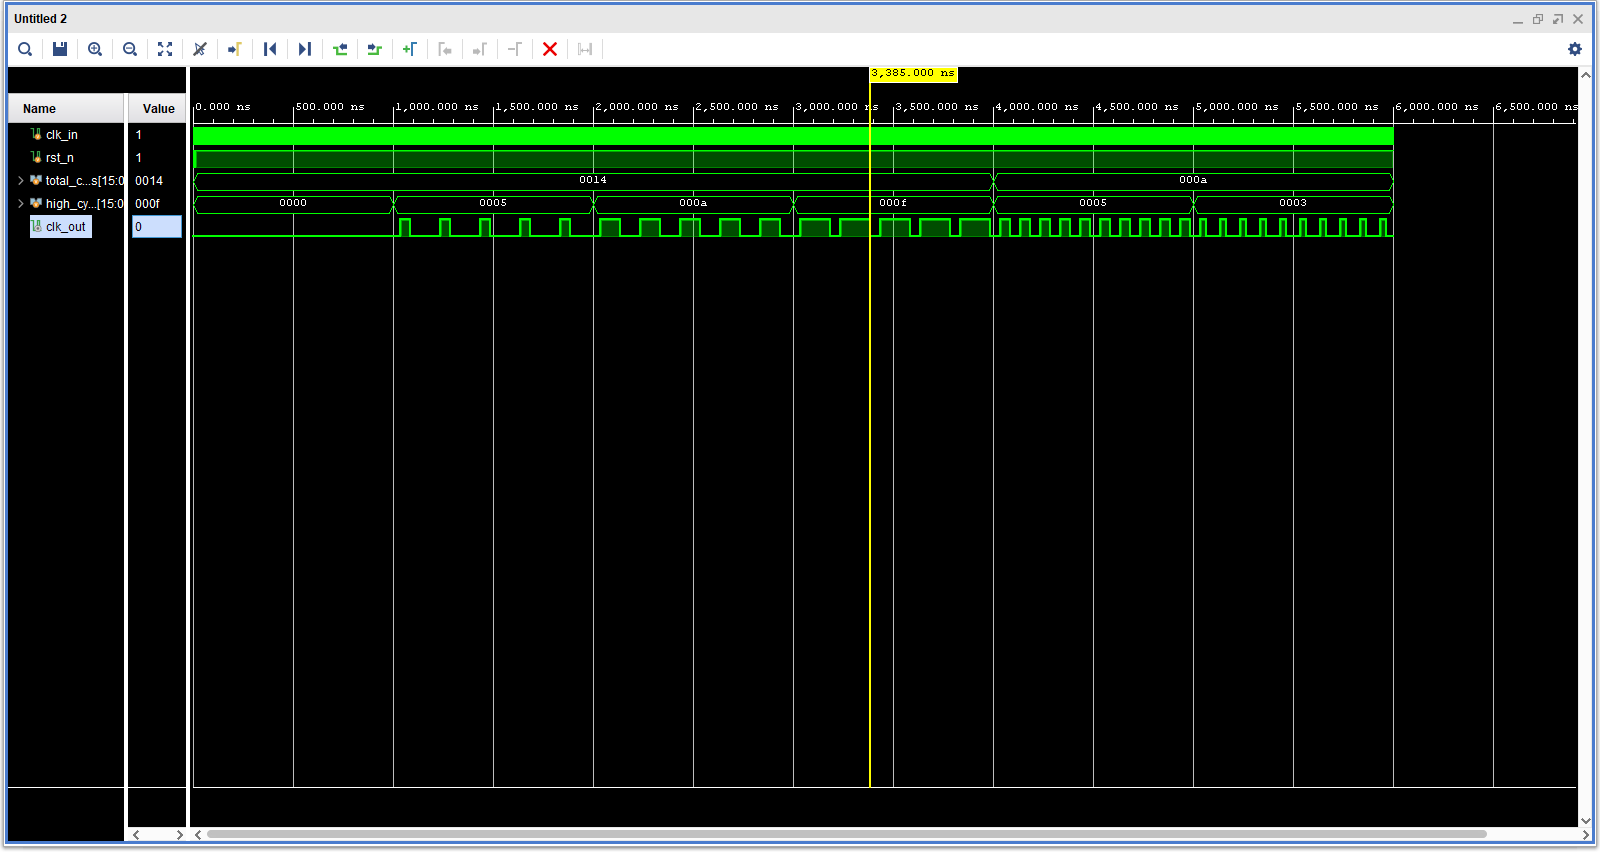 Untitled 2
3,385.000 ns
Name Value
0.000 ns 500.000 ns 1,000.000 ns 1,500.000 ns 2,000.000 ns 2,500.000 ns 3,000.000 ns 3,500.000 ns 4,000.000 ns 4,500.000 ns 5,000.000 ns 5,500.000 ns 6,000.000 ns 6,500.000 ns
clk_in 1
rst_n 1
total_c...s[15:0 0014 0014 000a
high_cy...[15:0 000f 0000 0005 000a 000f 0005 0003
clk_out 0